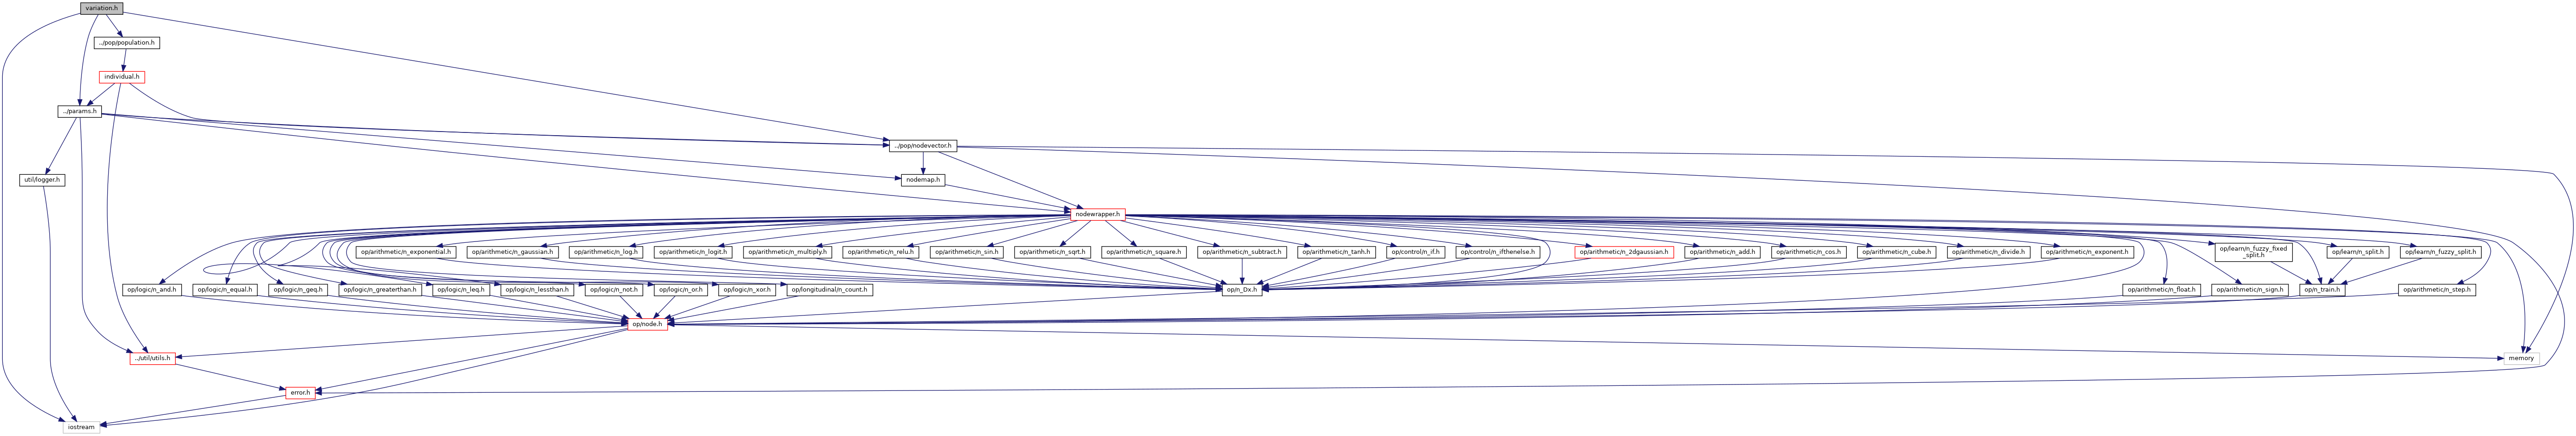 variation.h
../pop/population.h
individual.h
../params.h
../pop/nodevector.h
util/logger.h
nodemap.h
nodewrapper.h
op/arithmetic/n_exponential.h
op/arithmetic/n_gaussian.h
op/arithmetic/n_log.h
op/arithmetic/n_logit.h
op/arithmetic/n_multiply.h
op/arithmetic/n_relu.h
op/arithmetic/n_sin.h
op/arithmetic/n_sqrt.h
op/arithmetic/n_square.h
op/arithmetic/n_subtract.h
op/arithmetic/n_tanh.h
op/control/n_if.h
op/control/n_ifthenelse.h
op/arithmetic/n_2dgaussian.h
op/arithmetic/n_add.h
op/arithmetic/n_cos.h
op/arithmetic/n_cube.h
op/arithmetic/n_divide.h
op/arithmetic/n_exponent.h
op/learn/n_fuzzy_fixed
_split.h
op/learn/n_split.h
op/learn/n_fuzzy_split.h
op/logic/n_and.h
op/logic/n_equal.h
op/logic/n_geq.h
op/logic/n_greaterthan.h
op/logic/n_leq.h
op/logic/n_lessthan.h
op/logic/n_not.h
op/logic/n_or.h
op/logic/n_xor.h
op/longitudinal/n_count.h
op/n_Dx.h
op/arithmetic/n_float.h
op/arithmetic/n_sign.h
op/n_train.h
op/arithmetic/n_step.h
op/node.h
../util/utils.h
memory
error.h
iostream